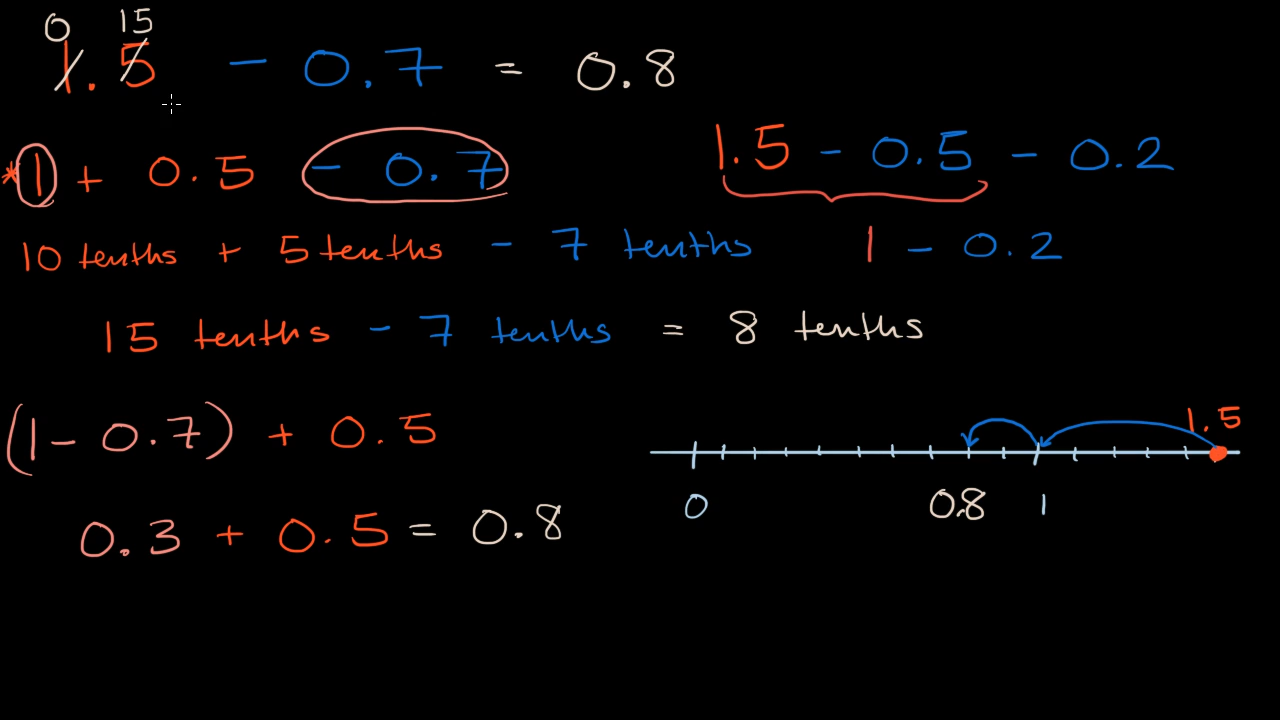 0 15
1.5 - 0.7 = 0.8
*1 + 0.5 - 0.7
1.5 - 0.5 - 0.2
10 tenths + 5 tenths - 7 tenths
1 - 0.2
15 tenths - 7 tenths = 8 tenths
(1 - 0.7) + 0.5
1.5
0 0.8 1
0.3 + 0.5 = 0.8